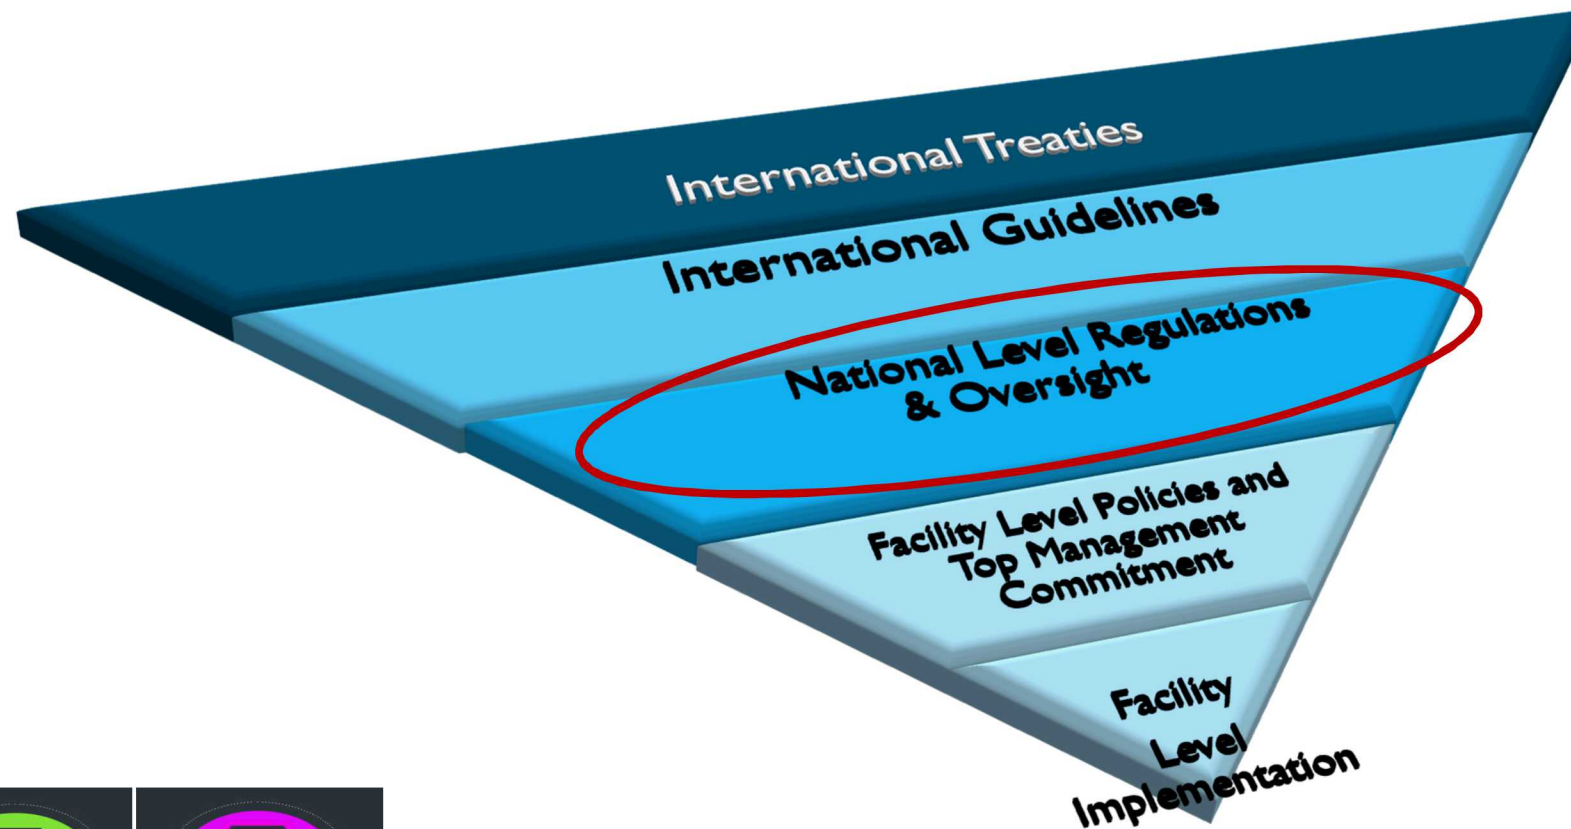 International Treaties
International Guidelines
National Level Regulations
& Oversight
Facility Level Policies and
Top Management
Commitment
Facility
Level
Implementation